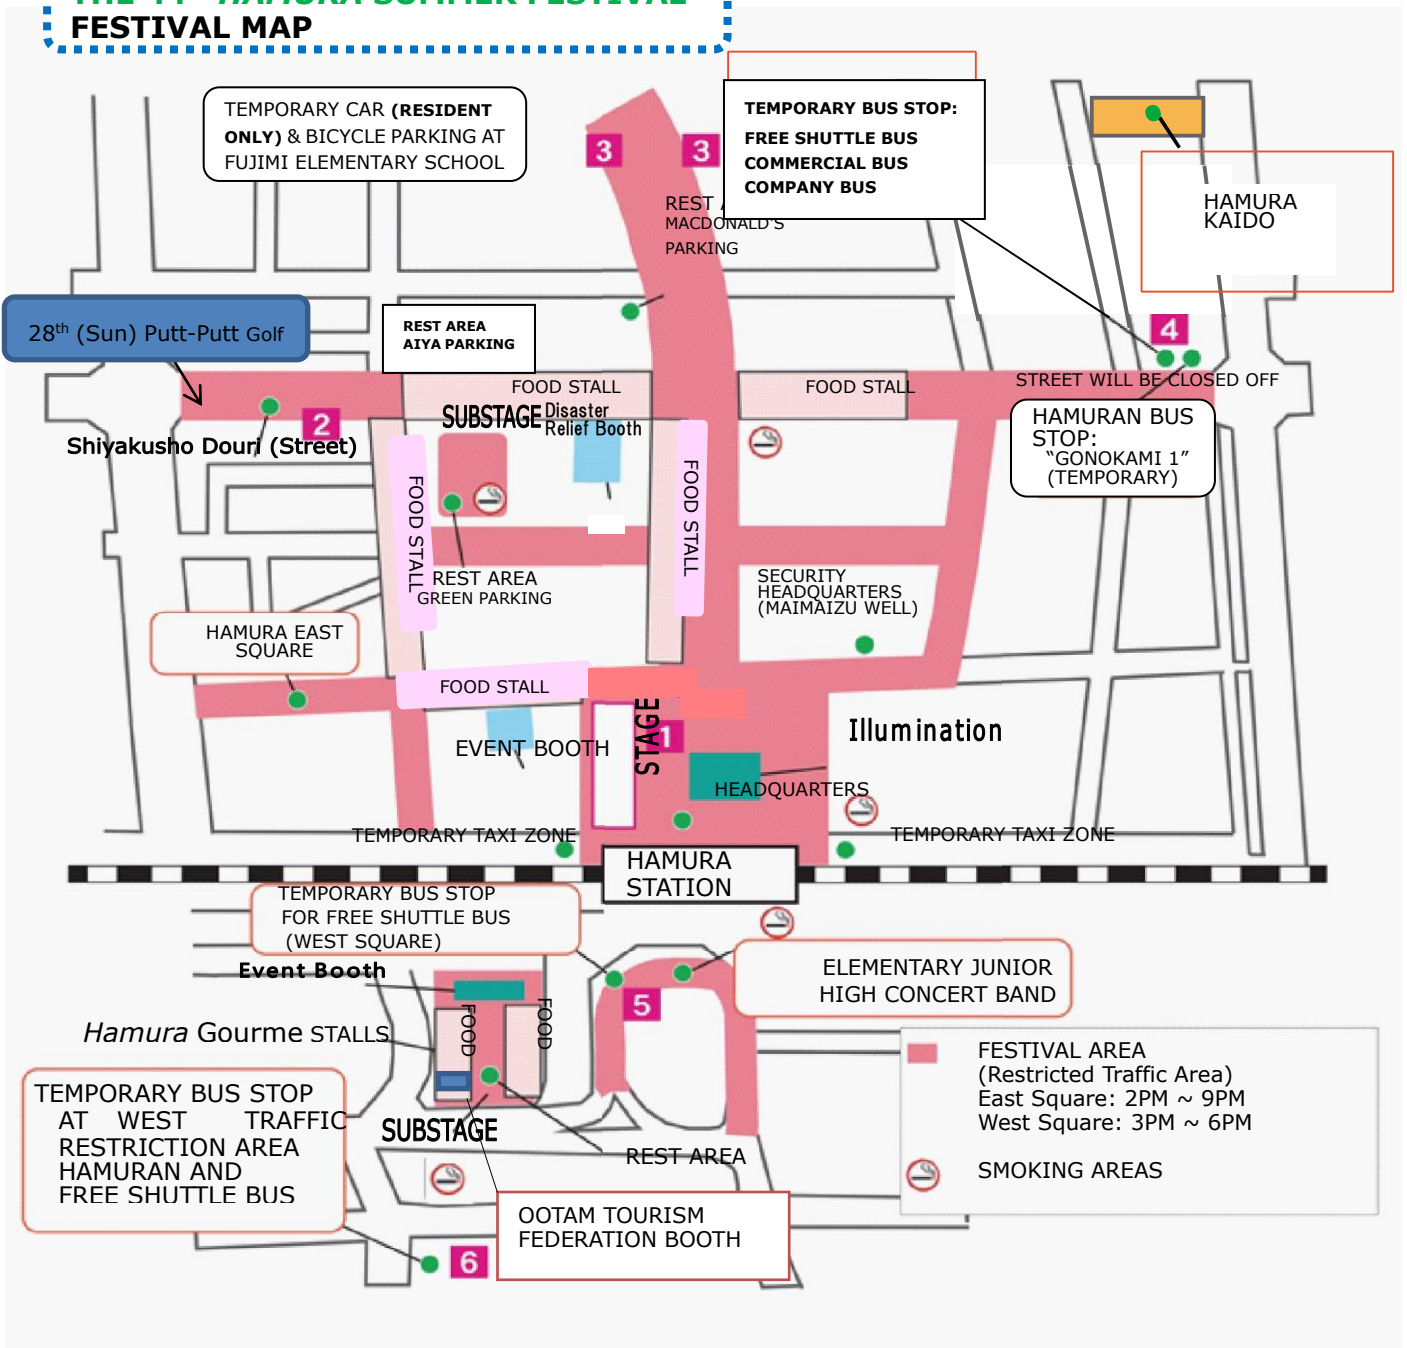 THE 44 HAMURA SUMMER FESTIVAL
FESTIVAL MAP
TEMPORARY CAR (RESIDENT
ONLY) & BICYCLE PARKING AT
FUJIMI ELEMENTARY SCHOOL
3
3
TEMPORARY BUS STOP:
FREE SHUTTLE BUS
COMMERCIAL BUS
COMPANY BUS
REST
MACDONALD'S
PARKING
HAMURA
KAIDO
28th (Sun) Putt-Putt Golf
REST AREA
AIYA PARKING
4
FOOD STALL
FOOD STALL
STREET WILL BE CLOSED OFF
2
SUBSTAGE
Disaster
Relief Booth
Shiyakusho Douri (Street)
HAMURAN BUS
STOP:
"GONOKAMI 1"
(TEMPORARY)
FOOD STALL
FOOD STALL
REST AREA
GREEN PARKING
SECURITY
HEADQUARTERS
(MAIMAIZU WELL)
HAMURA EAST
SQUARE
FOOD STALL
STAGE
1
Illumination
EVENT BOOTH
HEADQUARTERS
TEMPORARY TAXI ZONE
TEMPORARY TAXI ZONE
HAMURA
STATION
TEMPORARY BUS STOP
FOR FREE SHUTTLE BUS
(WEST SQUARE)
Event Booth
ELEMENTARY JUNIOR
HIGH CONCERT BAND
5
FOOD
FOOD
Hamura Gourme STALLS
FESTIVAL AREA
(Restricted Traffic Area)
East Square: 2PM ~ 9PM
West Square: 3PM ~ 6PM
SMOKING AREAS
TEMPORARY BUS STOP
AT WEST TRAFFIC
RESTRICTION AREA
HAMURAN AND
FREE SHUTTLE BUS
SUBSTAGE
REST AREA
OOTAM TOURISM
FEDERATION BOOTH
6